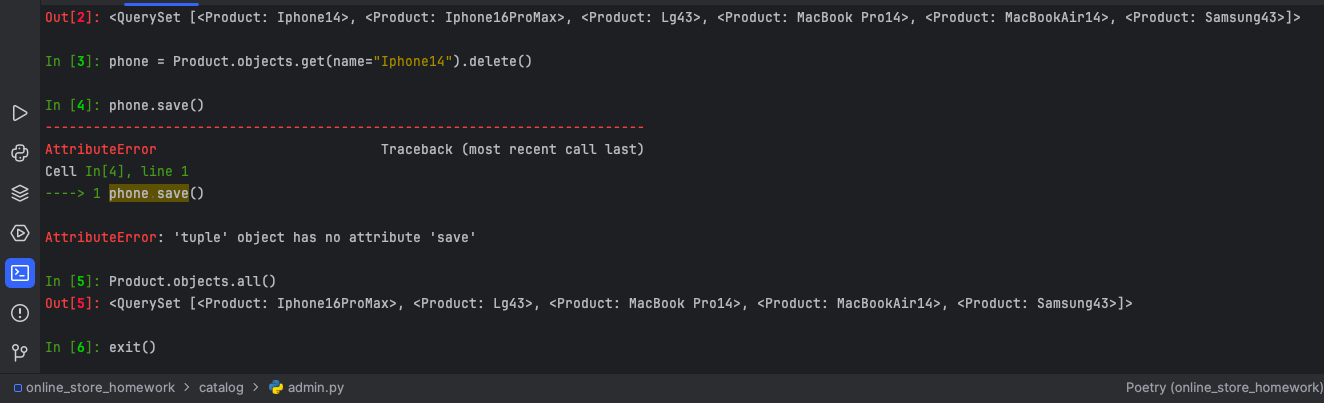 Out[2]: <QuerySet [<Product: Iphone14>, <Product: Iphone16ProMax>, <Product: Lg43>, <Product: MacBook Pro14>, <Product: MacBookAir14>, <Product: Samsung43>]>
In [3]: phone = Product.objects.get(name="Iphone14").delete()
In [4]: phone.save()
---------------------------------------------------------------------------
AttributeError                            Traceback (most recent call last)
Cell In[4], line 1
----> 1 phone.save()
AttributeError: 'tuple' object has no attribute 'save'
In [5]: Product.objects.all()
Out[5]: <QuerySet [<Product: Iphone16ProMax>, <Product: Lg43>, <Product: MacBook Pro14>, <Product: MacBookAir14>, <Product: Samsung43>]>
In [6]: exit()
online_store_homework > catalog > admin.py Poetry (online_store_homework)